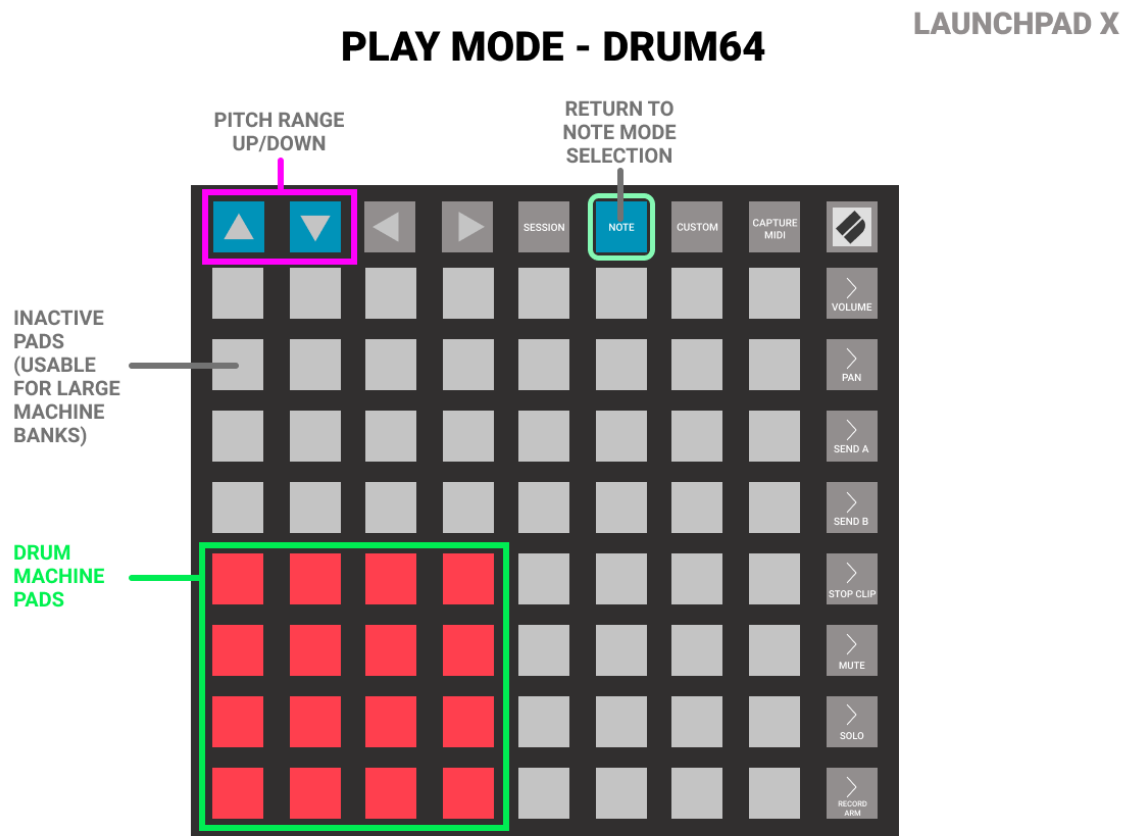 LAUNCHPAD X
PLAY MODE - DRUM64
PITCH RANGE
UP/DOWN
RETURN TO
NOTE MODE
SELECTION
SESSION
NOTE
CUSTOM
CAPTURE
MIDI
VOLUME
INACTIVE
PADS
(USABLE
FOR LARGE
MACHINE
BANKS)
PAN
SEND A
SEND B
DRUM
MACHINE
PADS
STOP CLIP
MUTE
SOLO
RECORD
ARM